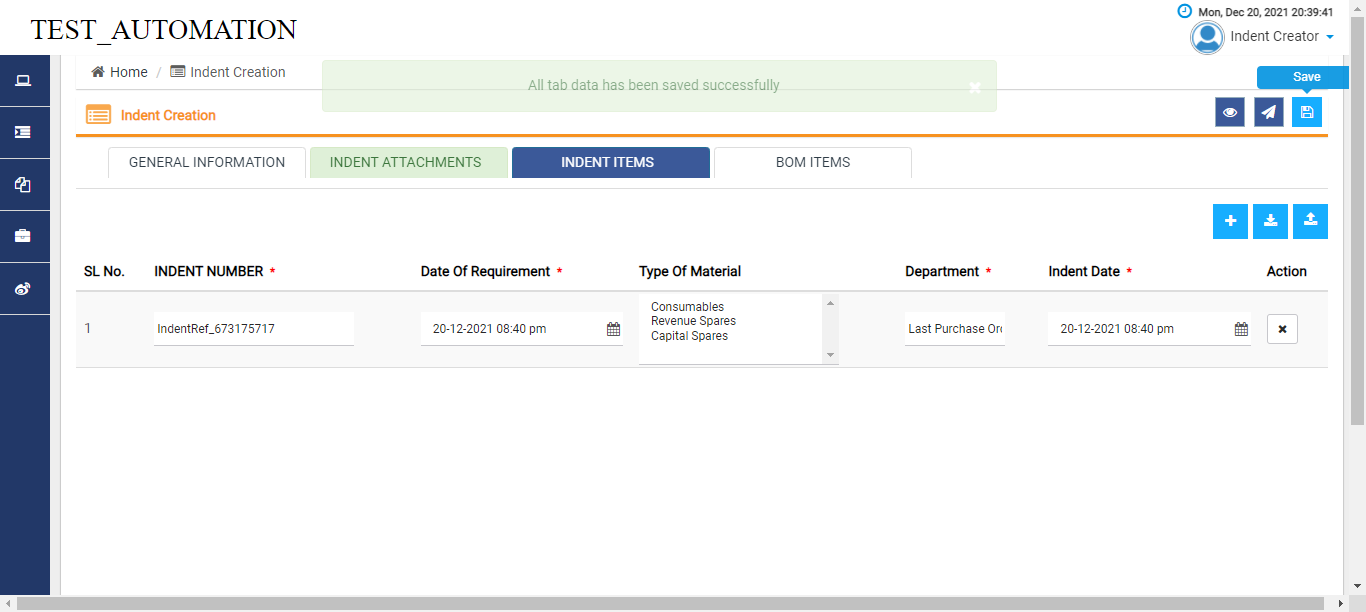 TEST_AUTOMATION
Mon, Dec 20, 2021 20:39:41
Indent Creator
Home / Indent Creation
All tab data has been saved successfully
Save
Indent Creation
GENERAL INFORMATION
INDENT ATTACHMENTS
INDENT ITEMS
BOM ITEMS
SL No. INDENT NUMBER * Date Of Requirement * Type Of Material Department * Indent Date * Action
1 IndentRef_673175717 20-12-2021 08:40 pm
Consumables
Revenue Spares
Capital Spares
Last Purchase Ord
20-12-2021 08:40 pm